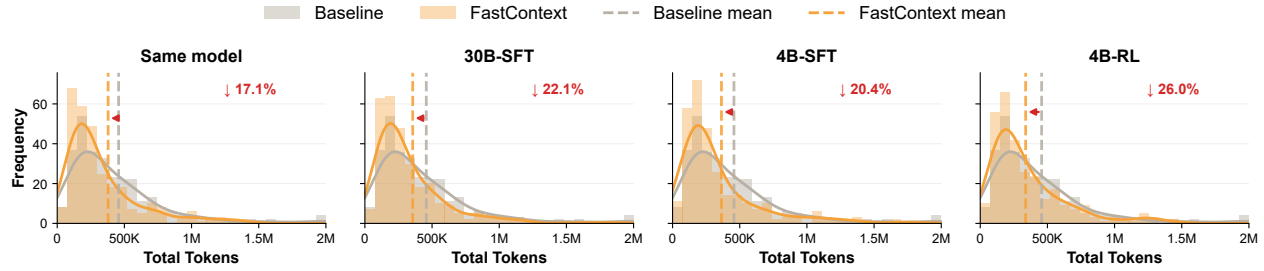 Baseline FastContext Baseline mean FastContext mean
Same model 30B-SFT 4B-SFT 4B-RL
↓ 17.1% ↓ 22.1% ↓ 20.4% ↓ 26.0%
Frequency
60
40
20
0
0 500K 1M 1.5M 2M 0 500K 1M 1.5M 2M 0 500K 1M 1.5M 2M 0 500K 1M 1.5M 2M
Total Tokens Total Tokens Total Tokens Total Tokens